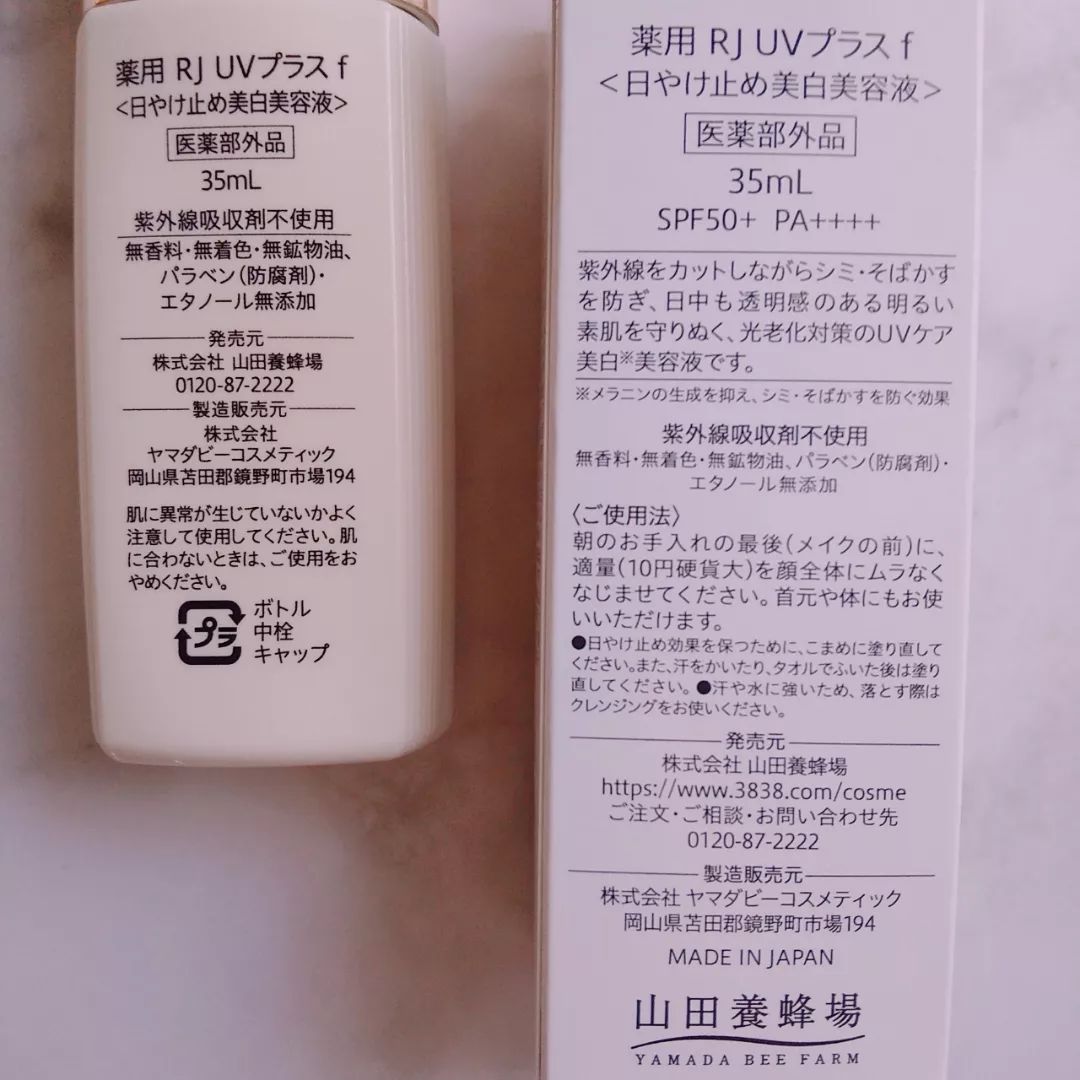 薬用 RJ UVプラス f
<日やけ止め美白美容液>
医薬部外品
35mL
紫外線吸収剤不使用
無香料・無着色・無鉱物油、
パラベン(防腐剤)・
エタノール無添加
発売元
株式会社 山田養蜂場
0120-87-2222
製造販売元
株式会社
ヤマダビーコスメティック
岡山県苫田郡鏡野町市場194
肌に異常が生じていないかよく
注意して使用してください。肌
に合わないときは、ご使用をお
やめください。
プラ
ボトル
中栓
キャップ
薬用 RJ UVプラス f
<日やけ止め美白美容液>
医薬部外品
35mL
SPF50+ PA++++
紫外線をカットしながらシミ・そばかす
を防ぎ、日中も透明感のある明るい
素肌を守りぬく、光老化対策のUVケア
美白※美容液です。
※メラニンの生成を抑え、シミ・そばかすを防ぐ効果
紫外線吸収剤不使用
無香料・無着色・無鉱物油、パラベン(防腐剤)・
エタノール無添加
〈ご使用法〉
朝のお手入れの最後(メイクの前)に、
適量(10円硬貨大)を顔全体にムラなく
なじませてください。首元や体にもお使
いいただけます。
●日やけ止め効果を保つために、こまめに塗り直して
ください。また、汗をかいたり、タオルでふいた後は塗り
直してください。●汗や水に強いため、落とす際は
クレンジングをお使いください。
発売元
株式会社 山田養蜂場
https://www.3838.com/cosme
ご注文・ご相談・お問い合わせ先
0120-87-2222
製造販売元
株式会社 ヤマダビーコスメティック
岡山県苫田郡鏡野町市場194
MADE IN JAPAN
山田養蜂場
YAMADA BEE FARM